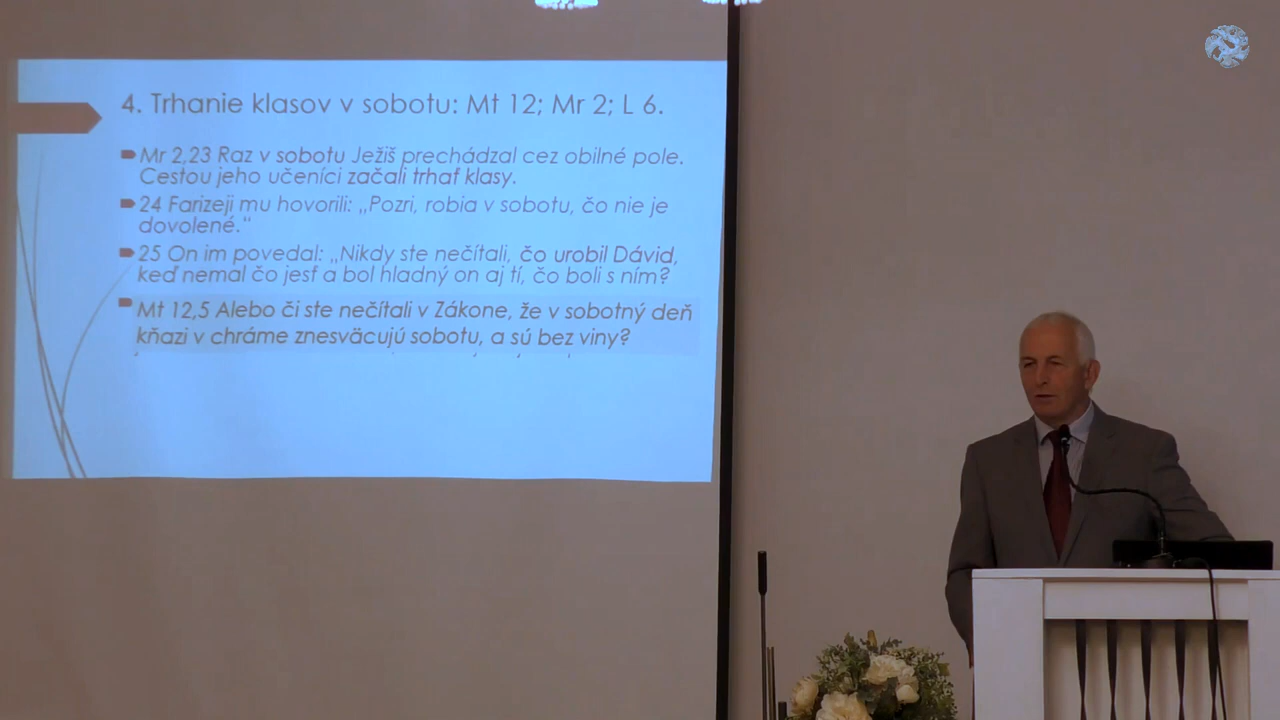 4. Trhanie klasov v sobotu: Mt 12; Mr 2; L 6.
Mr 2,23 Raz v sobotu Ježiš prechádzal cez obilné pole.
Cestou jeho učeníci začali trhať klasy.
24 Farizeji mu hovorili: „Pozri, robia v sobotu, čo nie je
dovolené.“
25 On im povedal: „Nikdy ste nečítali, čo urobil Dávid,
keď nemal čo jesť a bol hladný on aj tí, čo boli s ním?
Mt 12,5 Alebo či ste nečítali v Zákone, že v sobotný deň
kňazi v chráme znesväcujú sobotu, a sú bez viny?